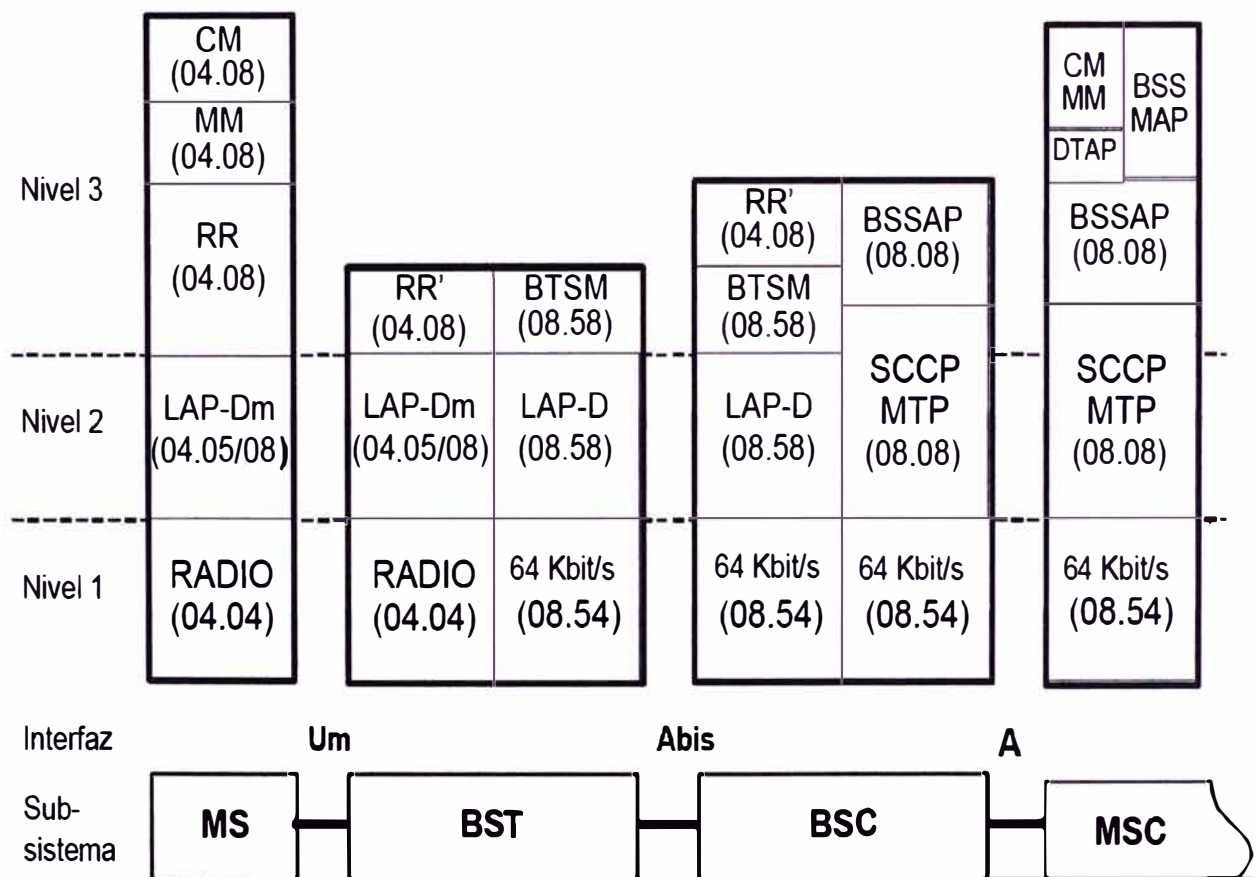 CM
(04.08)
MM
(04.08)
RR
(04.08)
LAP-Dm
(04.05/08)
RADIO
(04.04)
RR'
(04.08)
LAP-Dm
(04.05/08)
RADIO
(04.04)
BTSM
(08.58)
LAP-D
(08.58)
64 Kbit/s
(08.54)
RR'
(04.08)
BTSM
(08.58)
LAP-D
(08.58)
64 Kbit/s
(08.54)
BSSAP
(08.08)
SCCP
MTP
(08.08)
64 Kbit/s
(08.54)
CM
MM
DTAP
BSS
MAP
BSSAP
(08.08)
SCCP
MTP
(08.08)
64 Kbit/s
(08.54)
Nivel 3
Nivel 2
Nivel 1
Interfaz
Um
Abis
A
Sub-
sistema
MS
BST
BSC
MSC